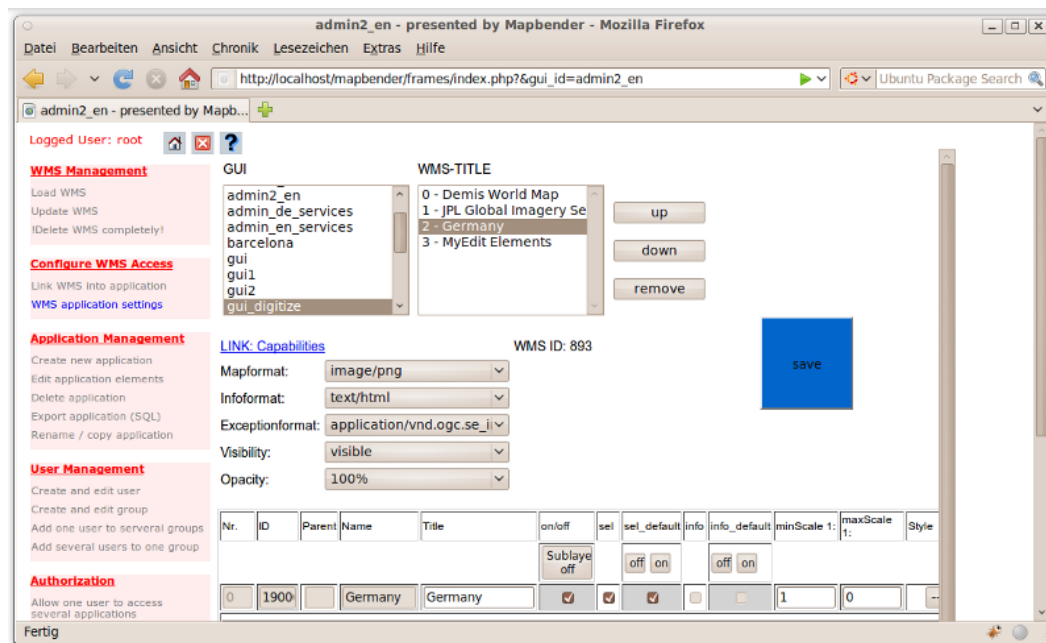 admin2_en - presented by Mapbender - Mozilla Firefox
Datei Bearbeiten Ansicht Chronik Lesezeichen Extras Hilfe
http://localhost/mapbender/frames/index.php?&gui_id=admin2_en
Ubuntu Package Search
admin2_en - presented by Mapb...
Logged User: root
?
WMS Management
Load WMS
Update WMS
!Delete WMS completely!
Configure WMS Access
Link WMS into application
WMS application settings
Application Management
Create new application
Edit application elements
Delete application
Export application (SQL)
Rename / copy application
User Management
Create and edit user
Create and edit group
Add one user to serveral groups
Add several users to one group
Authorization
Allow one user to access
several applications
GUI
admin2_en
admin_de_services
admin_en_services
barcelona
gui
gui1
gui2
gui_digitize
WMS-TITLE
0 - Demis World Map
1 - JPL Global Imagery Se
2 - Germany
3 - MyEdit Elements
up
down
remove
save
LINK: Capabilities
WMS ID: 893
Mapformat: image/png
Infoformat: text/html
Exceptionformat: application/vnd.ogc.se_i
Visibility: visible
Opacity: 100%
Nr. ID Parent Name Title on/off sel sel_default info info_default minScale 1: maxScale 1: Style
Sublaye off off on off on
0 1900 Germany Germany 1 0 --
Fertig